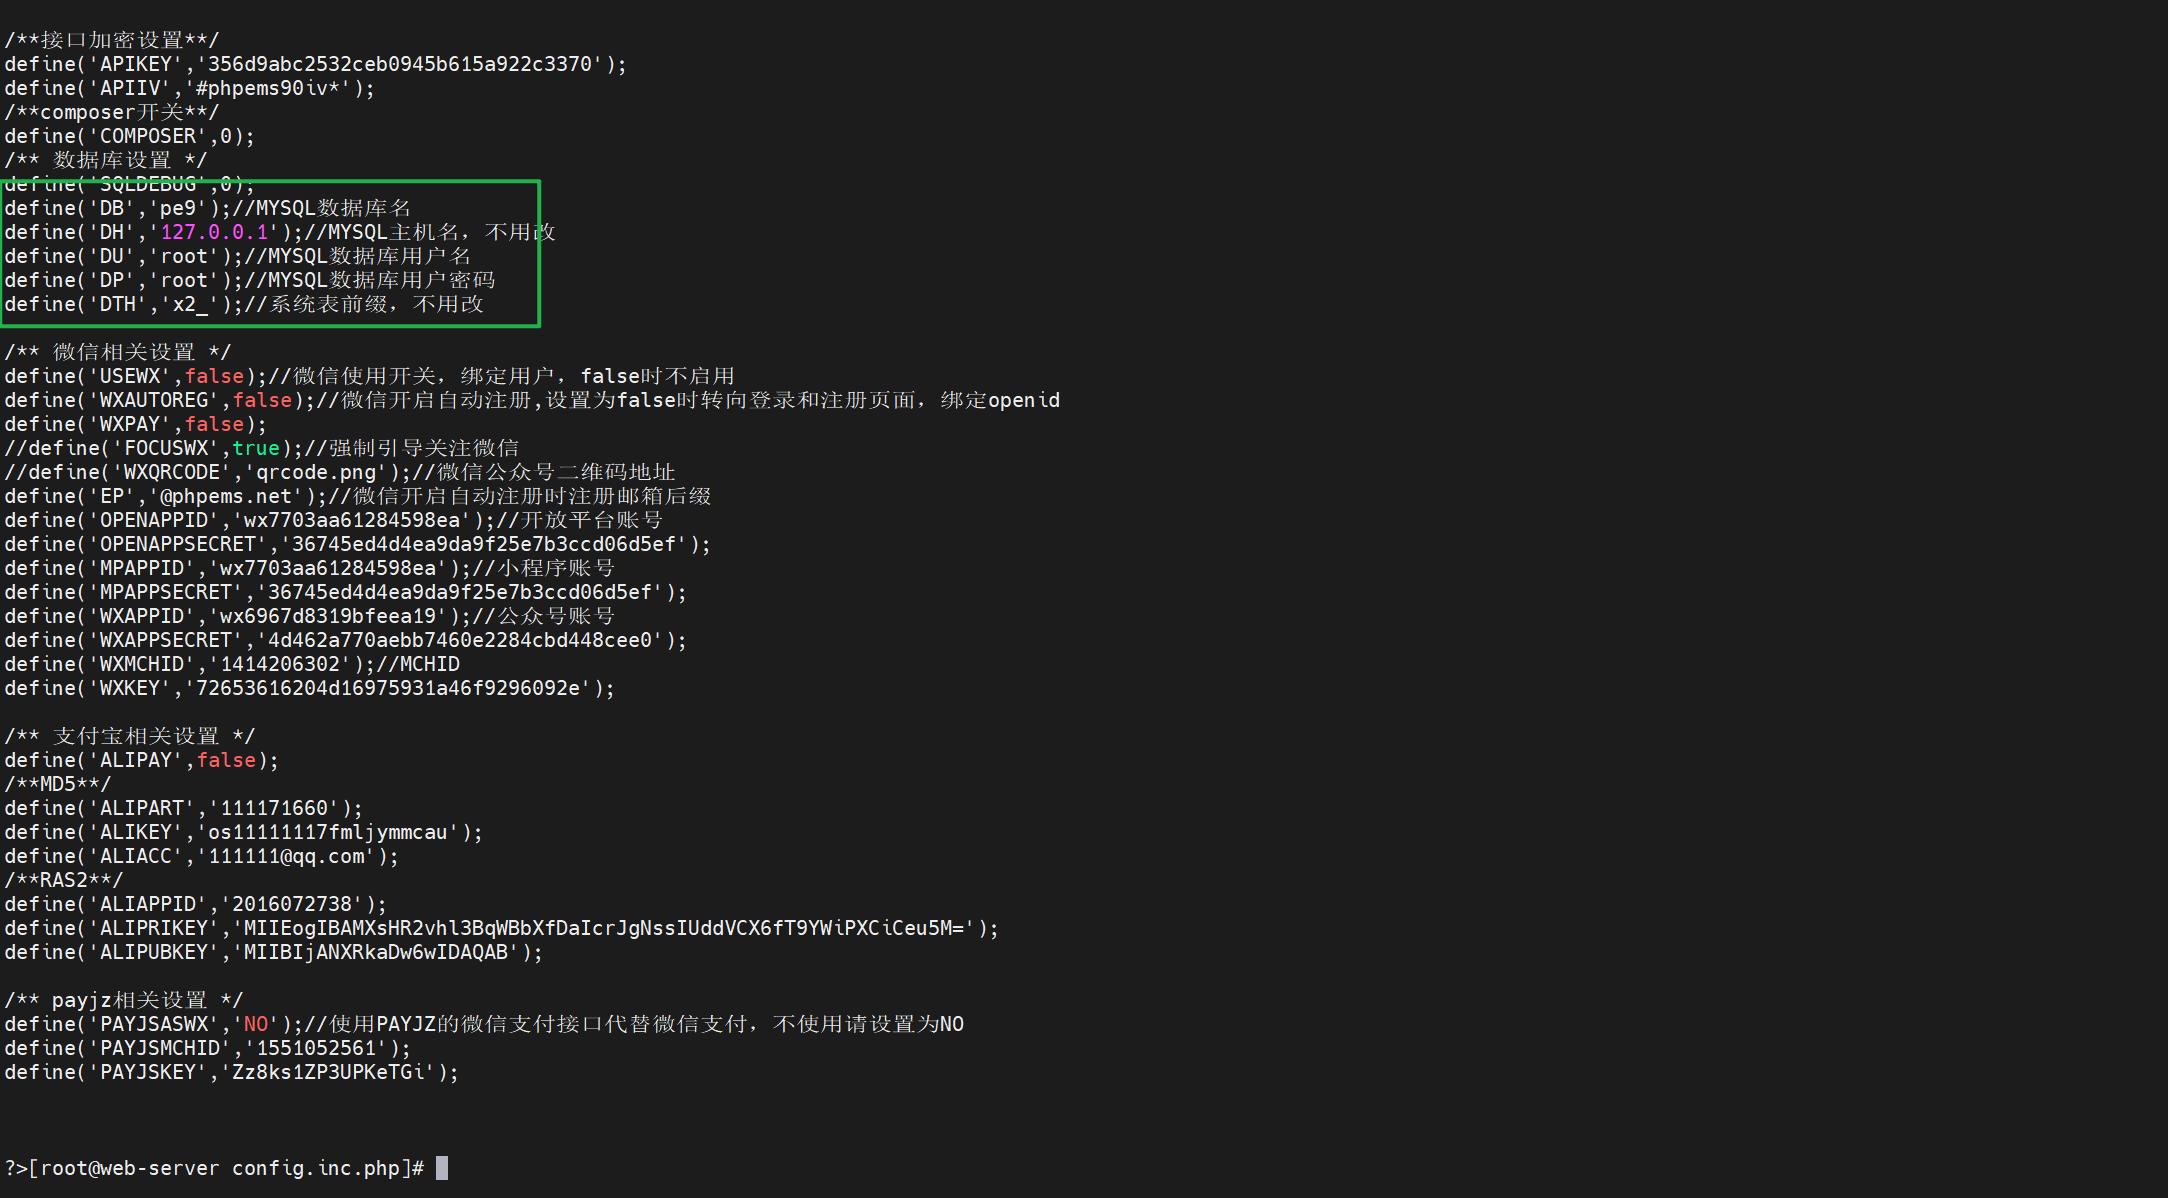 /**接口加密设置**/
define('APIKEY','356d9abc2532ceb0945b615a922c3370');
define('APIIV','#phpems90iv*');
/**composer开关**/
define('COMPOSER',0);
/** 数据库设置 */
define('SQLDEBUG',0);
define('DB','pe9');//MYSQL数据库名
define('DH','127.0.0.1');//MYSQL主机名，不用改
define('DU','root');//MYSQL数据库用户名
define('DP','root');//MYSQL数据库用户密码
define('DTH','x2_');//系统表前缀，不用改
/** 微信相关设置 */
define('USEWX',false);//微信使用开关，绑定用户，false时不启用
define('WXAUTOREG',false);//微信开启自动注册,设置为false时转向登录和注册页面，绑定openid
define('WXPAY',false);
//define('FOCUSWX',true);//强制引导关注微信
//define('WXQRCODE','qrcode.png');//微信公众号二维码地址
define('EP','@phpems.net');//微信开启自动注册时注册邮箱后缀
define('OPENAPPID','wx7703aa61284598ea');//开放平台账号
define('OPENAPPSECRET','36745ed4d4ea9da9f25e7b3ccd06d5ef');
define('MPAPPID','wx7703aa61284598ea');//小程序账号
define('MPAPPSECRET','36745ed4d4ea9da9f25e7b3ccd06d5ef');
define('WXAPPID','wx6967d8319bfeea19');//公众号账号
define('WXAPPSECRET','4d462a770aebb7460e2284cbd448cee0');
define('WXMCHID','1414206302');//MCHID
define('WXKEY','72653616204d16975931a46f9296092e');
/** 支付宝相关设置 */
define('ALIPAY',false);
/**MD5**/
define('ALIPART','111171660');
define('ALIKEY','os11111117fmljymmcau');
define('ALIACC','111111@qq.com');
/**RAS2**/
define('ALIAPPID','2016072738');
define('ALIPRIKEY','MIIEogIBAMXsHR2vhl3BqWBbXfDaIcrJgNssIUddVCX6fT9YWiPXCiCeu5M=');
define('ALIPUBKEY','MIIBIjANXRkaDw6wIDAQAB');
/** payjz相关设置 */
define('PAYJSASWX','NO');//使用PAYJZ的微信支付接口代替微信支付，不使用请设置为NO
define('PAYJSMCHID','1551052561');
define('PAYJSKEY','Zz8ks1ZP3UPKeTGi');
?>[root@web-server config.inc.php]#